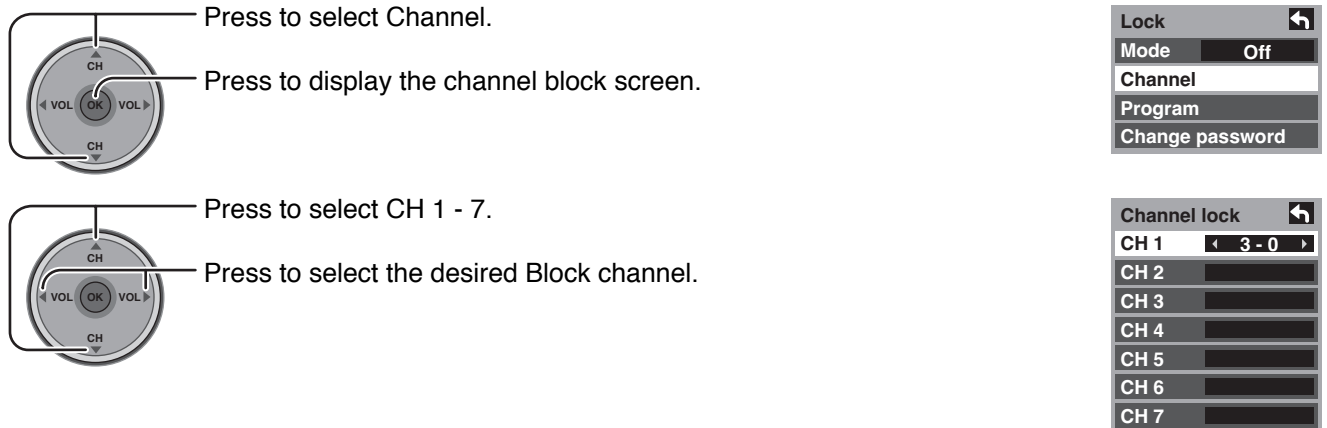 Press to select Channel.
CH
VOL OK VOL
CH
Press to display the channel block screen.
Lock
Mode Off
Channel
Program
Change password
Press to select CH 1 - 7.
CH
VOL OK VOL
CH
Press to select the desired Block channel.
Channel lock
CH 1 3 - 0
CH 2
CH 3
CH 4
CH 5
CH 6
CH 7